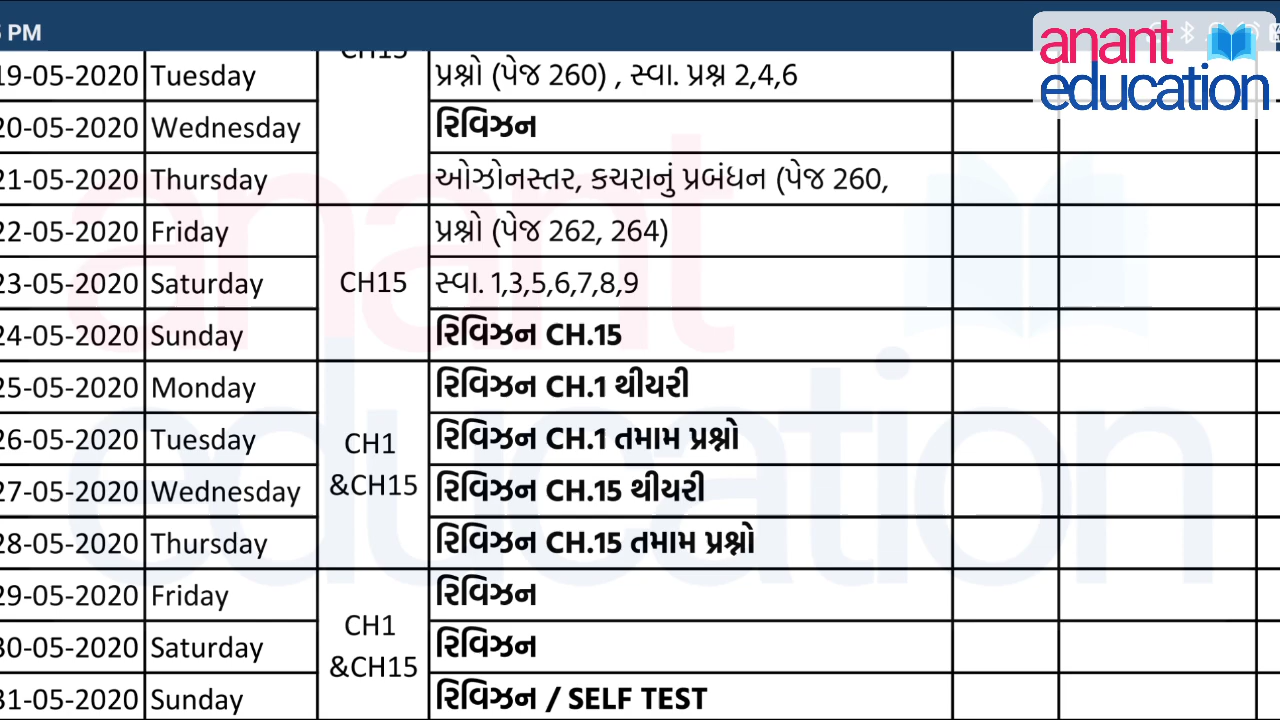 PM
anant
education
CH15
19-05-2020 Tuesday પ્રશ્નો (પેજ 260) , સ્વા. પ્રશ્ન 2,4,6
20-05-2020 Wednesday રિવિઝન
21-05-2020 Thursday ઓઝોનસ્તર, કચરાનું પ્રબંધન (પેજ 260,
22-05-2020 Friday પ્રશ્નો (પેજ 262, 264)
23-05-2020 Saturday CH15 સ્વા. 1,3,5,6,7,8,9
24-05-2020 Sunday રિવિઝન CH.15
25-05-2020 Monday રિવિઝન CH.1 થીયરી
26-05-2020 Tuesday CH1 રિવિઝન CH.1 તમામ પ્રશ્નો
27-05-2020 Wednesday &CH15 રિવિઝન CH.15 થીયરી
28-05-2020 Thursday રિવિઝન CH.15 તમામ પ્રશ્નો
29-05-2020 Friday રિવિઝન
CH1
30-05-2020 Saturday રિવિઝન
&CH15
31-05-2020 Sunday રિવિઝન / SELF TEST